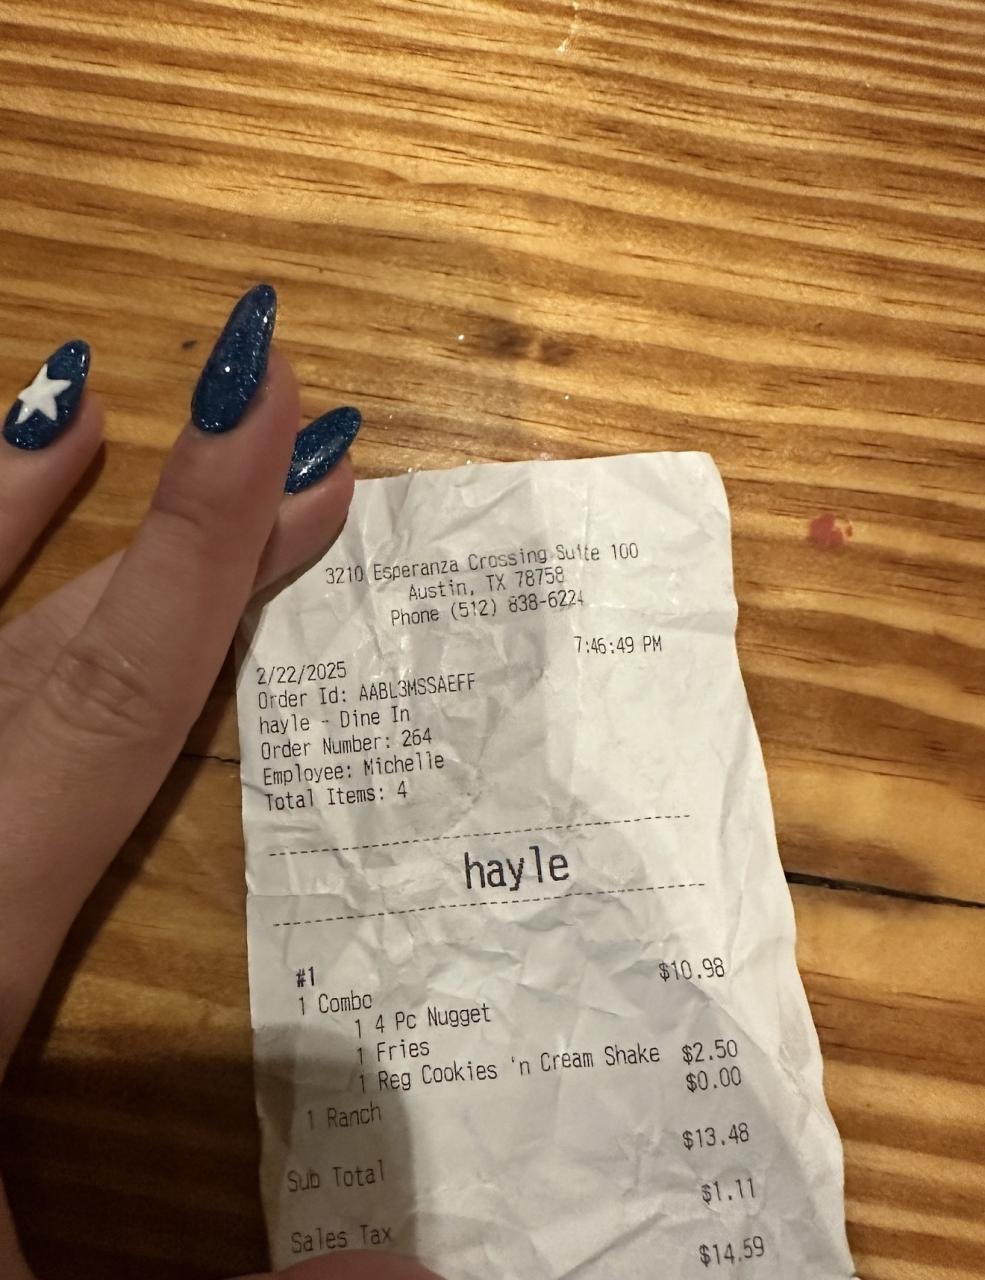 3210 Esperanza Crossing Suite 100
Austin, TX 78758
Phone (512) 838-6224
7:46:49 PM
2/22/2025
Order Id: AABL3MSSAEFF
hayle - Dine In
Order Number: 264
Employee: Michelle
Total Items: 4
hayle
#1
1 Combo $10.98
1 4 Pc Nugget
1 Fries
1 Reg Cookies 'n Cream Shake $2.50
1 Ranch $0.00
Sub Total $13.48
Sales Tax $1.11
$14.59